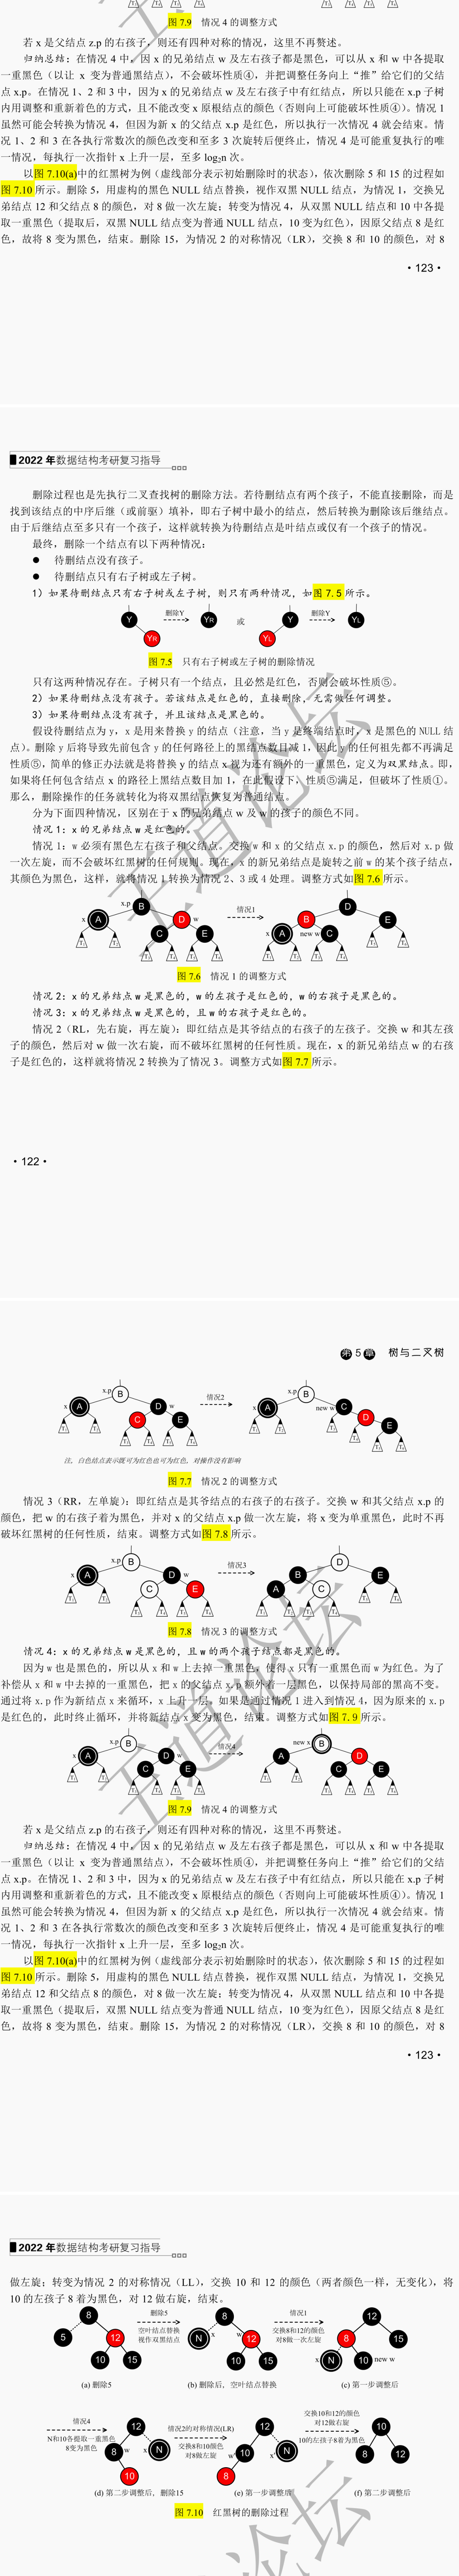 图 7.9 情况 4 的调整方式
若 x 是父结点 z.p 的右孩子，则还有四种对称的情况，这里不再赘述。
归纳总结：在情况 4 中，因 x 的兄弟结点 w 及左右孩子都是黑色，可以从 x 和 w 中各提取
一重黑色（以让 x 变为普通黑结点），不会破坏性质④，并把调整任务向上“推”给它们的父结
点 x.p。在情况 1、2 和 3 中，因为 x 的兄弟结点 w 及左右孩子中有红结点，所以只能在 x.p 子树
内用调整和重新着色的方式，且不能改变 x 原根结点的颜色（否则向上可能破坏性质④）。情况 1
虽然可能会转换为情况 4，但因为新 x 的父结点 x.p 是红色，所以执行一次情况 4 就会结束。情
况 1、2 和 3 在各执行常数次的颜色改变和至多 3 次旋转后便终止，情况 4 是可能重复执行的唯
一情况，每执行一次指针 x 上升一层，至多 log₂n 次。
以图 7.10(a)中的红黑树为例（虚线部分表示初始删除时的状态），依次删除 5 和 15 的过程如
图 7.10 所示。删除 5，用虚构的黑色 NULL 结点替换，视作双黑 NULL 结点，为情况 1，交换兄
弟结点 12 和父结点 8 的颜色，对 8 做一次左旋；转变为情况 4，从双黑 NULL 结点和 10 中各提
取一重黑色（提取后，双黑 NULL 结点变为普通 NULL 结点，10 变为红色），因原父结点 8 是红
色，故将 8 变为黑色，结束。删除 15，为情况 2 的对称情况（LR），交换 8 和 10 的颜色，对 8
• 123 •
2022 年数据结构考研复习指导
删除过程也是先执行二叉查找树的删除方法。若待删结点有两个孩子，不能直接删除，而是
找到该结点的中序后继（或前驱）填补，即右子树中最小的结点，然后转换为删除该后继结点。
由于后继结点至多只有一个孩子，这样就转换为待删结点是叶结点或仅有一个孩子的情况。
最终，删除一个结点有以下两种情况：
● 待删结点没有孩子。
● 待删结点只有右子树或左子树。
1）如果待删结点只有右子树或左子树，则只有两种情况，如图 7.5 所示。
Y 删除Y YR 或 Y 删除Y YL
YR YL
图 7.5 只有右子树或左子树的删除情况
只有这两种情况存在。子树只有一个结点，且必然是红色，否则会破坏性质⑤。
2）如果待删结点没有孩子。若该结点是红色的，直接删除，无需做任何调整。
3）如果待删结点没有孩子，并且该结点是黑色的。
假设待删结点为 y，x 是用来替换 y 的结点（注意，当 y 是终端结点时，x 是黑色的 NULL 结
点）。删除 y 后将导致先前包含 y 的任何路径上的黑结点数目减 1，因此 y 的任何祖先都不再满足
性质⑤，简单的修正办法就是将替换 y 的结点 x 视为还有额外的一重黑色，定义为双黑结点。即，
如果将任何包含结点 x 的路径上黑结点数目加 1，在此假设下，性质⑤满足，但破坏了性质①。
那么，删除操作的任务就转化为将双黑结点恢复为普通结点。
分为下面四种情况，区别在于 x 的兄弟结点 w 及 w 的孩子的颜色不同。
情况 1：x 的兄弟结点 w 是红色的。
情况 1：w 必须有黑色左右孩子和父结点。交换 w 和 x 的父结点 x.p 的颜色，然后对 x.p 做
一次左旋，而不会破坏红黑树的任何规则。现在，x 的新兄弟结点是旋转之前 w 的某个孩子结点，
其颜色为黑色，这样，就将情况 1 转换为情况 2、3 或 4 处理。调整方式如图 7.6 所示。
x.p B 情况1 D
x A D w B E
C E x A new w C
图 7.6 情况 1 的调整方式
情况 2：x 的兄弟结点 w 是黑色的，w 的左孩子是红色的，w 的右孩子是黑色的。
情况 3：x 的兄弟结点 w 是黑色的，且 w 的右孩子是红色的。
情况 2（RL，先右旋，再左旋）：即红结点是其爷结点的右孩子的左孩子。交换 w 和其左孩
子的颜色，然后对 w 做一次右旋，而不破坏红黑树的任何性质。现在，x 的新兄弟结点 w 的右孩
子是红色的，这样就将情况 2 转换为了情况 3。调整方式如图 7.7 所示。
• 122 •
第 5 章 树与二叉树
x.p B 情况2 x.p B
x A D w x A new w C
C E D
E
注，白色结点表示既可为红色也可为红色，对操作没有影响
图 7.7 情况 2 的调整方式
情况 3（RR，左单旋）：即红结点是其爷结点的右孩子的右孩子。交换 w 和其父结点 x.p 的
颜色，把 w 的右孩子着为黑色，并对 x 的父结点 x.p 做一次左旋，将 x 变为单重黑色，此时不再
破坏红黑树的任何性质，结束。调整方式如图 7.8 所示。
x.p B 情况3 D
x A D w B E
C E A C
图 7.8 情况 3 的调整方式
情况 4：x 的兄弟结点 w 是黑色的，且 w 的两个孩子结点都是黑色的。
因为 w 也是黑色的，所以从 x 和 w 上去掉一重黑色，使得 x 只有一重黑色而 w 为红色。为了
补偿从 x 和 w 中去掉的一重黑色，把 x 的父结点 x.p 额外着一层黑色，以保持局部的黑高不变。
通过将 x.p 作为新结点 x 来循环，x 上升一层。如果是通过情况 1 进入到情况 4，因为原来的 x.p
是红色的，此时终止循环，并将新结点 x 变为黑色，结束。调整方式如图 7.9 所示。
x.p B 情况4 new x B
x A D w A D
C E C E
图 7.9 情况 4 的调整方式
若 x 是父结点 z.p 的右孩子，则还有四种对称的情况，这里不再赘述。
归纳总结：在情况 4 中，因 x 的兄弟结点 w 及左右孩子都是黑色，可以从 x 和 w 中各提取
一重黑色（以让 x 变为普通黑结点），不会破坏性质④，并把调整任务向上“推”给它们的父结
点 x.p。在情况 1、2 和 3 中，因为 x 的兄弟结点 w 及左右孩子中有红结点，所以只能在 x.p 子树
内用调整和重新着色的方式，且不能改变 x 原根结点的颜色（否则向上可能破坏性质④）。情况 1
虽然可能会转换为情况 4，但因为新 x 的父结点 x.p 是红色，所以执行一次情况 4 就会结束。情
况 1、2 和 3 在各执行常数次的颜色改变和至多 3 次旋转后便终止，情况 4 是可能重复执行的唯
一情况，每执行一次指针 x 上升一层，至多 log₂n 次。
以图 7.10(a)中的红黑树为例（虚线部分表示初始删除时的状态），依次删除 5 和 15 的过程如
图 7.10 所示。删除 5，用虚构的黑色 NULL 结点替换，视作双黑 NULL 结点，为情况 1，交换兄
弟结点 12 和父结点 8 的颜色，对 8 做一次左旋；转变为情况 4，从双黑 NULL 结点和 10 中各提
取一重黑色（提取后，双黑 NULL 结点变为普通 NULL 结点，10 变为红色），因原父结点 8 是红
色，故将 8 变为黑色，结束。删除 15，为情况 2 的对称情况（LR），交换 8 和 10 的颜色，对 8
• 123 •
2022 年数据结构考研复习指导
做左旋；转变为情况 2 的对称情况（LL），交换 10 和 12 的颜色（两者颜色一样，无变化），将
10 的左孩子 8 着为黑色，对 12 做右旋，结束。
8 删除5 8 情况1 12
5 12 空叶结点替换 视作双黑结点 N x w 12 交换8和12的颜色 对8做一次左旋 8 15
10 15 10 15 x N 10 new w
(a) 删除5 (b) 删除后，空叶结点替换 (c) 第一步调整后
情况4 12 情况2的对称情况(LR) 12 交换10和12的颜色 对12做右旋 10
N和10各提取一重黑色 8变为黑色 8 w x N 交换8和10颜色 对8做左旋 w 10 x N 10的左孩子8着为黑色 8 12
10 8
(d) 第二步调整后，删除15 (e) 第一步调整后 (f) 第二步调整后
图 7.10 红黑树的删除过程
王道论坛